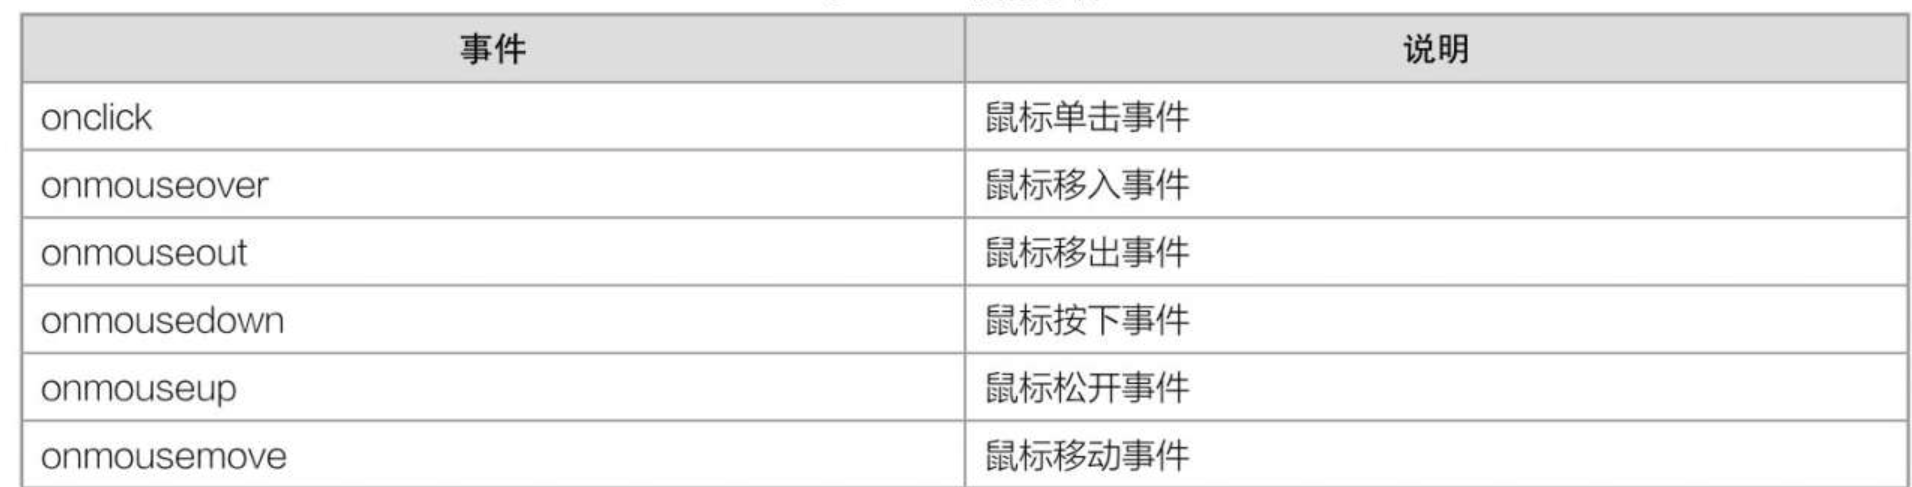 事件 说明
onclick 鼠标单击事件
onmouseover 鼠标移入事件
onmouseout 鼠标移出事件
onmousedown 鼠标按下事件
onmouseup 鼠标松开事件
onmousemove 鼠标移动事件